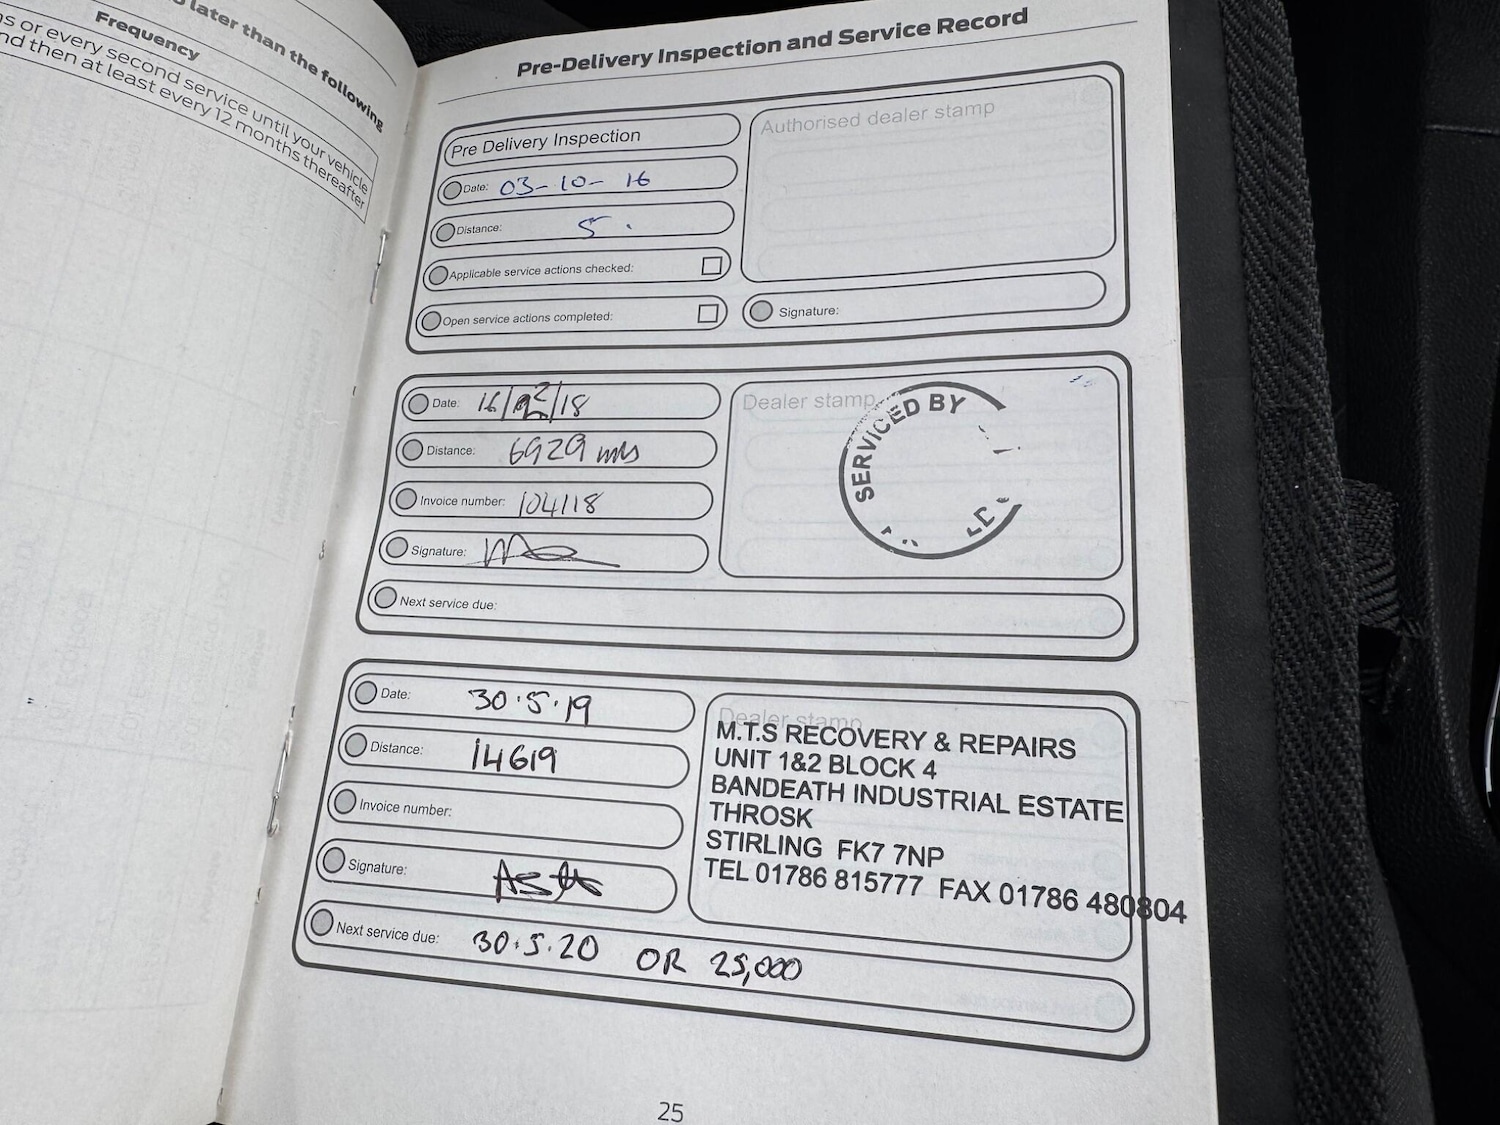 later than the following
Frequency
or every second service until your vehicle
then at least every 12 months thereafter
Pre-Delivery Inspection and Service Record
Pre Delivery Inspection
Authorised dealer stamp
Date: 03-10-16
Distance: 5.
Applicable service actions checked:
Open service actions completed:
Signature:
Date: 16/ /18
Dealer stamp
SERVICED BY
Distance: 6929 mls
Invoice number: 104118
Signature:
Next service due:
Date: 30.5.19
Dealer stamp
M.T.S RECOVERY & REPAIRS
UNIT 1&2 BLOCK 4
BANDEATH INDUSTRIAL ESTATE
THROSK
STIRLING FK7 7NP
TEL 01786 815777 FAX 01786 480804
Distance: 14619
Invoice number:
Signature:
Next service due: 30.5.20 OR 25,000
25